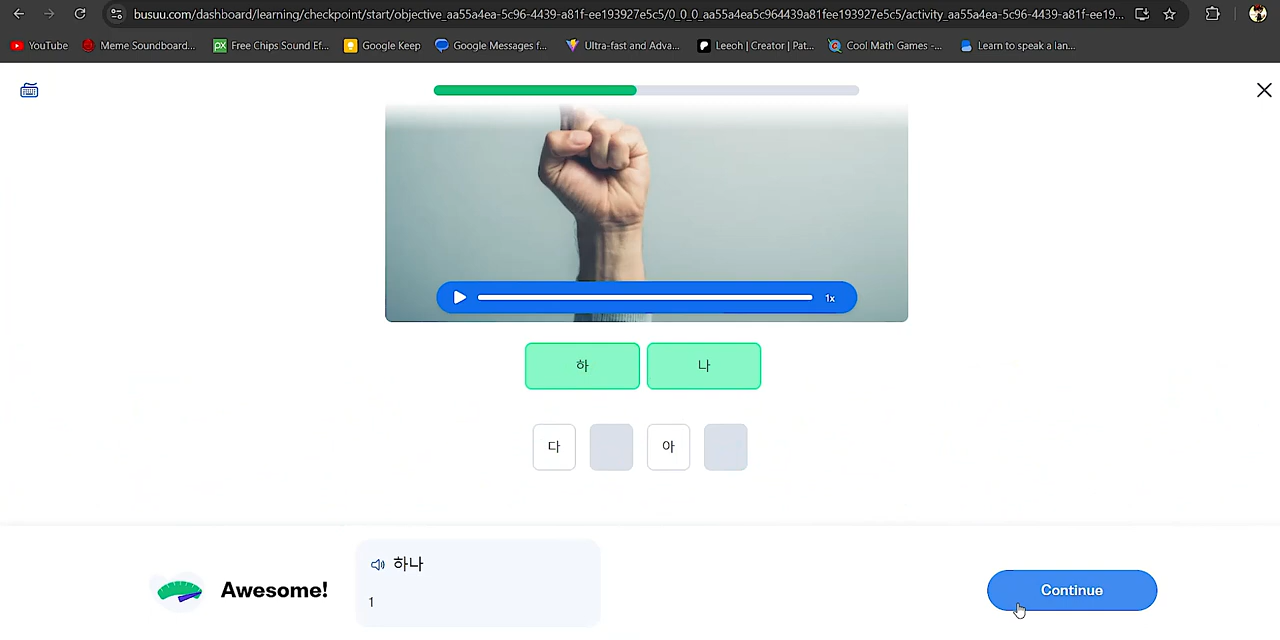 busuu.com/dashboard/learning/checkpoint/start/objective_aa55a4ea-5c96-4439-a81f-ee193927e5c5/0_0_0_aa55a4ea5c964439a81fee193927e5c5/activity_aa55a4ea-5c96-4439-a81f-ee19...
YouTube Meme Soundboard... Free Chips Sound Ef... Google Keep Google Messages f... Ultra-fast and Adva... Leeoh | Creator | Pat... Cool Math Games -... Learn to speak a lan...
1x
하 나
다 아
하나
Awesome! Continue
1